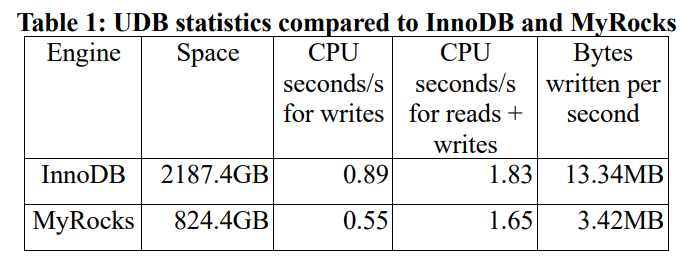 Table 1: UDB statistics compared to InnoDB and MyRocks
Engine Space CPU seconds/s for writes CPU seconds/s for reads + writes Bytes written per second
InnoDB 2187.4GB 0.89 1.83 13.34MB
MyRocks 824.4GB 0.55 1.65 3.42MB